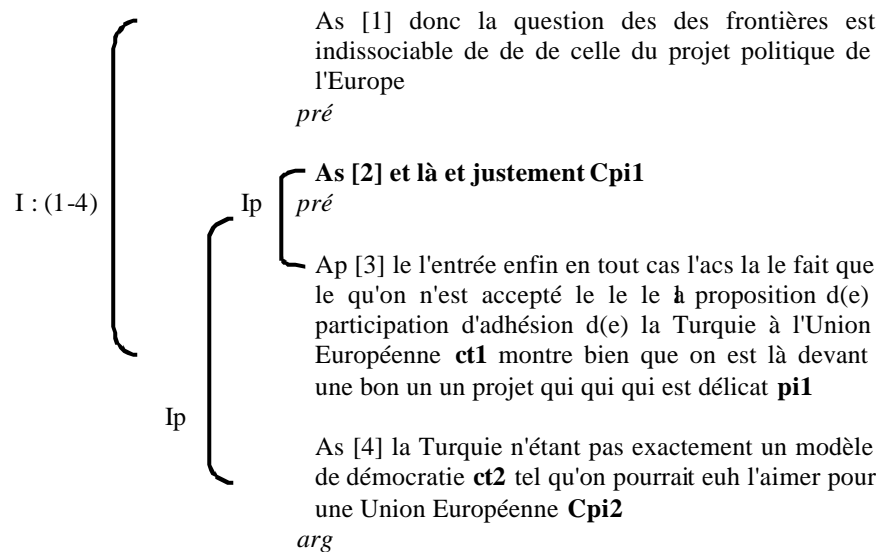 As [1] donc la question des des frontières est
indissociable de de de celle du projet politique de
l'Europe
pré
As [2] et là et justement Cpi1
I : (1-4)
Ip
pré
Ap [3] le l'entrée enfin en tout cas l'acs la le fait que
le qu'on n'est accepté le le le la proposition d(e)
participation d'adhésion d(e) la Turquie à l'Union
Européenne ct1 montre bien que on est là devant
une bon un un projet qui qui qui est délicat pi1
Ip
As [4] la Turquie n'étant pas exactement un modèle
de démocratie ct2 tel qu'on pourrait euh l'aimer pour
une Union Européenne Cpi2
arg